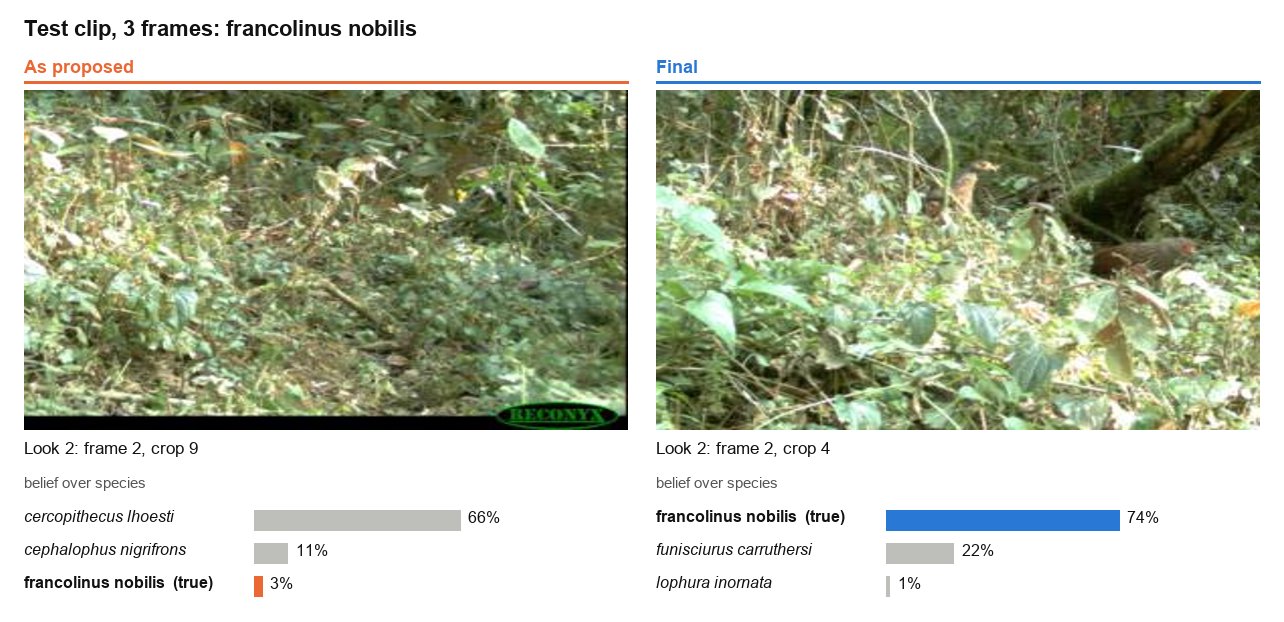 Test clip, 3 frames: francolinus nobilis
As proposed
Final
RECONYX
Look 2: frame 2, crop 9
Look 2: frame 2, crop 4
belief over species
belief over species
cercopithecus lhoesti 66%
cephalophus nigrifrons 11%
francolinus nobilis (true) 3%
francolinus nobilis (true) 74%
funisciurus carruthersi 22%
lophura inornata 1%